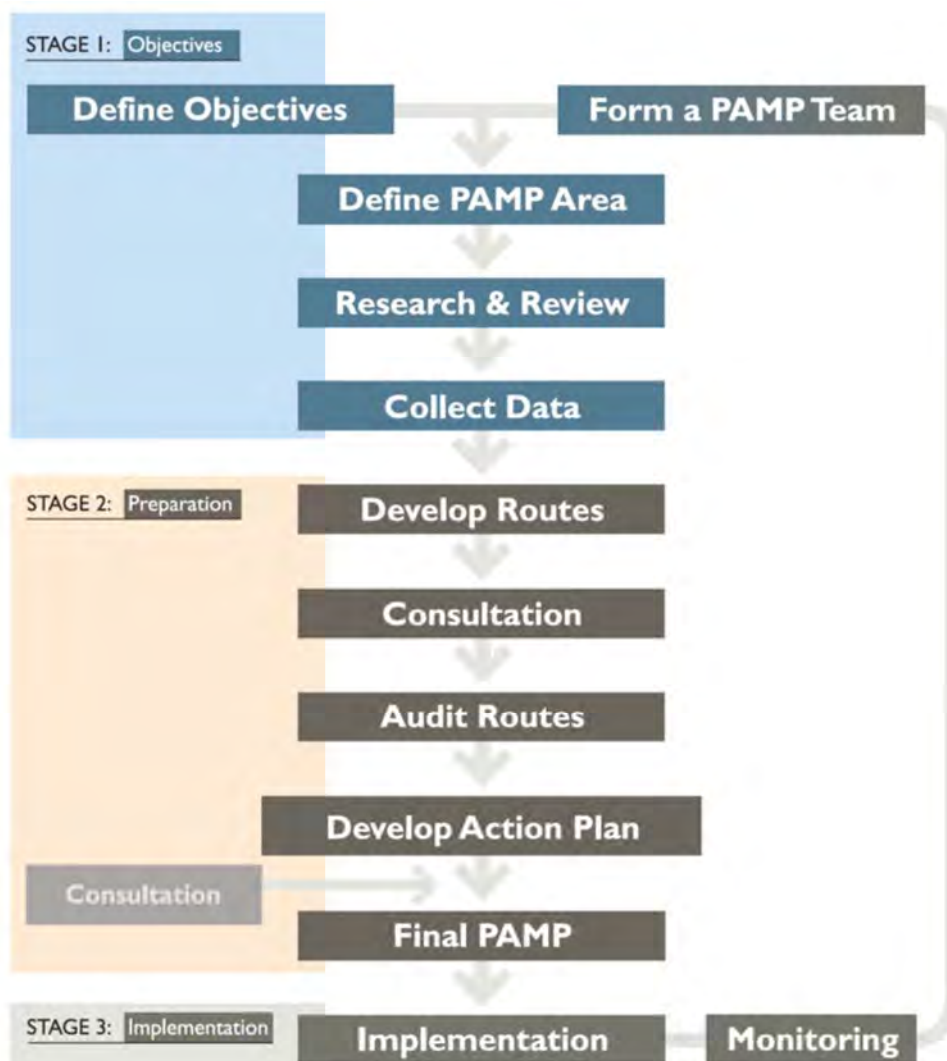 STAGE 1: Objectives
Define Objectives
Form a PAMP Team
Define PAMP Area
Research & Review
Collect Data
STAGE 2: Preparation
Develop Routes
Consultation
Audit Routes
Develop Action Plan
Consultation
Final PAMP
STAGE 3: Implementation
Implementation
Monitoring